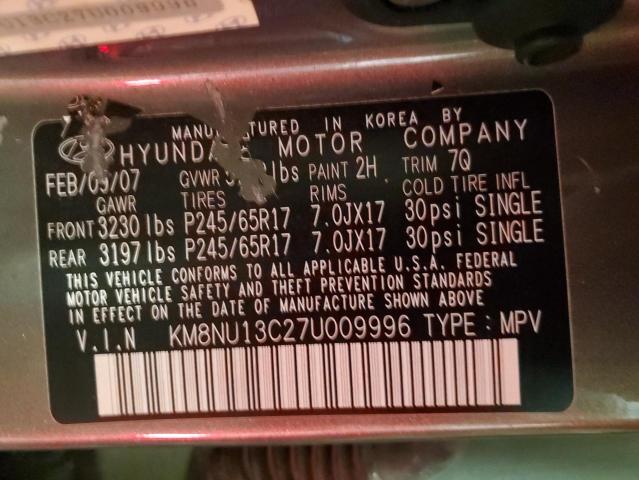 MANUFACTURED IN KOREA BY
HYUNDAI MOTOR COMPANY
FEB/09/07 GVWR lbs PAINT 2H TRIM 7Q
GAWR TIRES RIMS COLD TIRE INFL
FRONT 3230 lbs P245/65R17 7.0JX17 30psi SINGLE
REAR 3197 lbs P245/65R17 7.0JX17 30psi SINGLE
THIS VEHICLE CONFORMS TO ALL APPLICABLE U.S.A. FEDERAL
MOTOR VEHICLE SAFETY AND THEFT PREVENTION STANDARDS
IN EFFECT ON THE DATE OF MANUFACTURE SHOWN ABOVE.
V.I.N KM8NU13C27U009996 TYPE : MPV